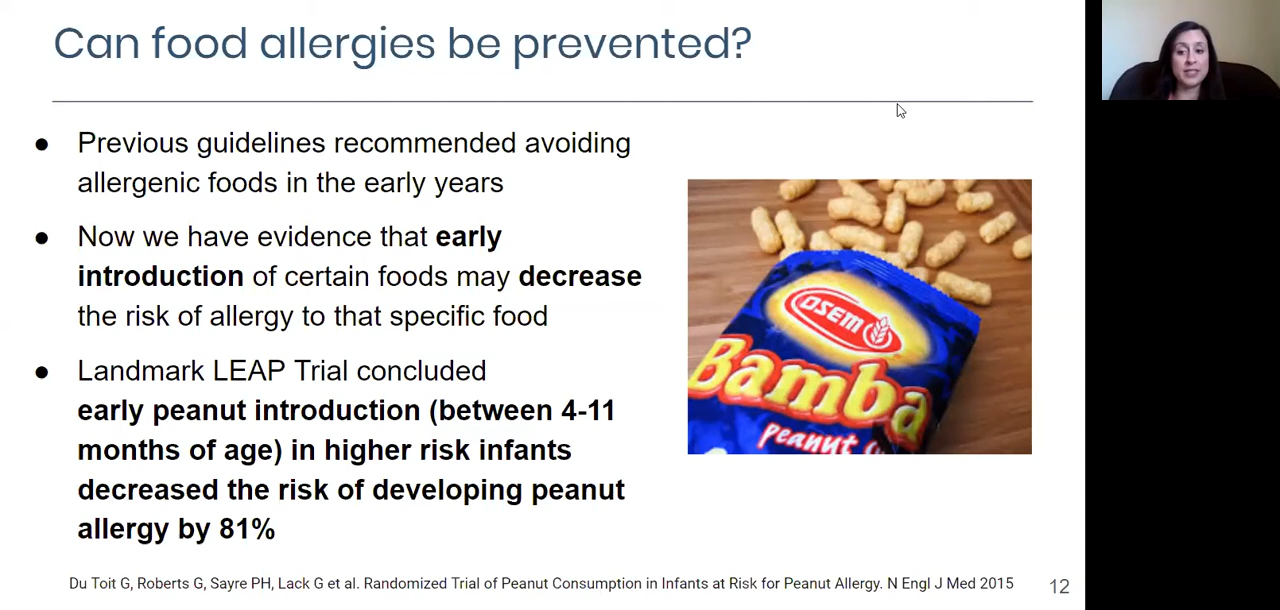 Can food allergies be prevented?
● Previous guidelines recommended avoiding
allergenic foods in the early years
● Now we have evidence that early
introduction of certain foods may decrease
the risk of allergy to that specific food
● Landmark LEAP Trial concluded
early peanut introduction (between 4-11
months of age) in higher risk infants
decreased the risk of developing peanut
allergy by 81%
OSEM
Bamba
peanut
Du Toit G, Roberts G, Sayre PH, Lack G et al. Randomized Trial of Peanut Consumption in Infants at Risk for Peanut Allergy. N Engl J Med 2015
12